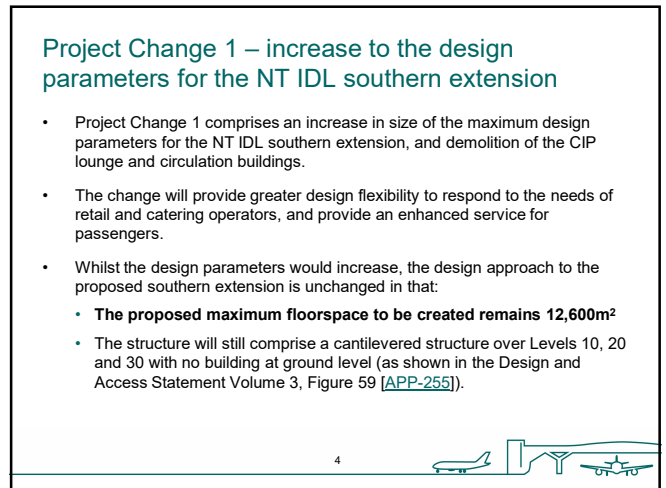 Project Change 1 – increase to the design
parameters for the NT IDL southern extension
• Project Change 1 comprises an increase in size of the maximum design
parameters for the NT IDL southern extension, and demolition of the CIP
lounge and circulation buildings.
• The change will provide greater design flexibility to respond to the needs of
retail and catering operators, and provide an enhanced service for
passengers.
• Whilst the design parameters would increase, the design approach to the
proposed southern extension is unchanged in that:
• The proposed maximum floorspace to be created remains 12,600m²
• The structure will still comprise a cantilevered structure over Levels 10, 20
and 30 with no building at ground level (as shown in the Design and
Access Statement Volume 3, Figure 59 [APP-255]).
4